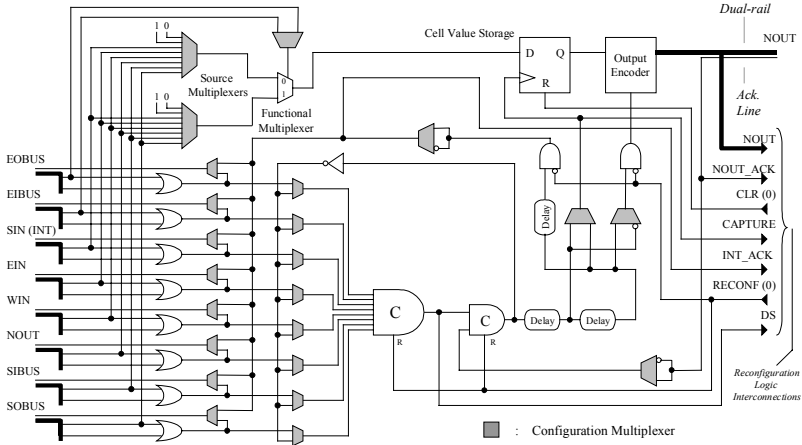 Dual-rail
NOUT
Cell Value Storage
1 0
D Q
R
Output
Encoder
Source
Multiplexers
0
1
Functional
Multiplexer
1 0
Ack.
Line
NOUT
NOUT_ACK
CLR (0)
CAPTURE
INT_ACK
RECONF (0)
DS
EOBUS
EIBUS
SIN (INT)
EIN
WIN
NOUT
SIBUS
SOBUS
Delay
C
R
C
R
Delay
Delay
Reconfiguration
Logic
Interconnections
: Configuration Multiplexer